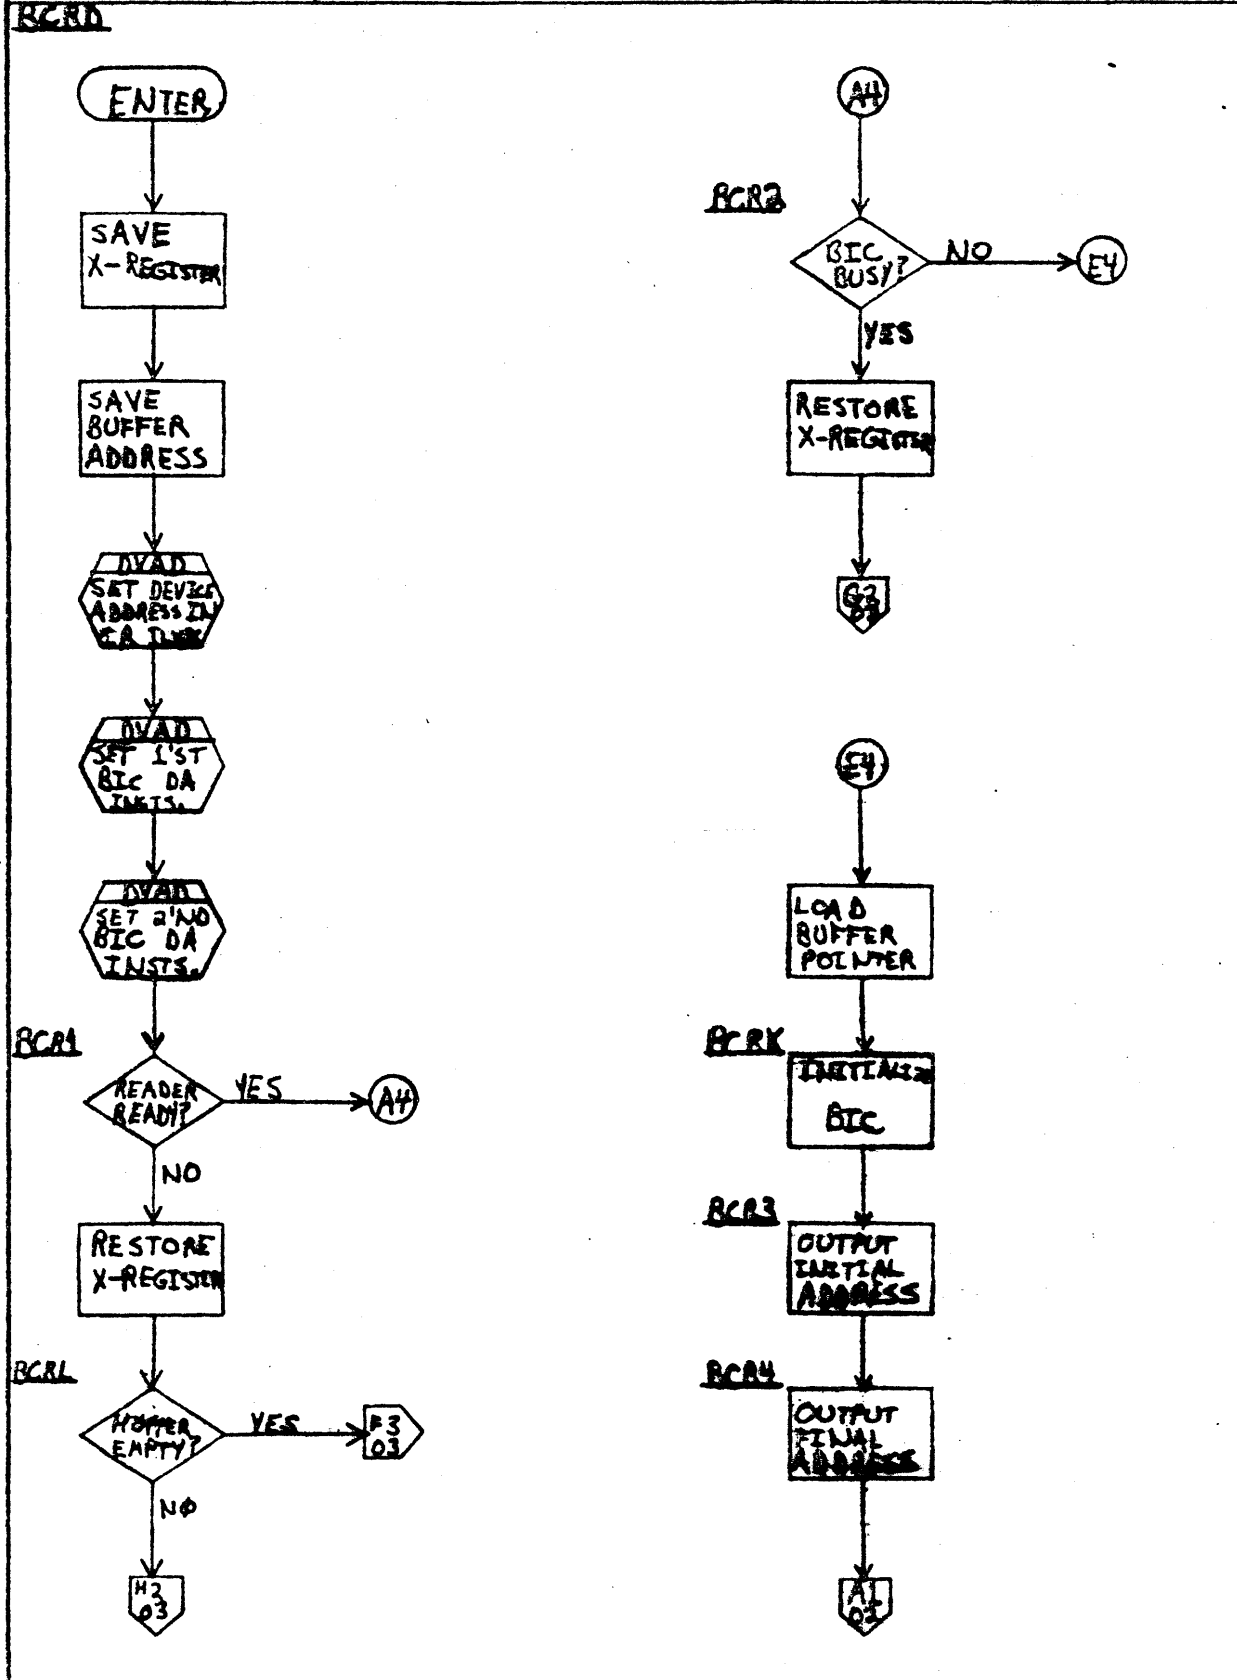 BCRD
ENTER
SAVE
X-REGISTER
SAVE
BUFFER
ADDRESS
DVAD
SET DEVICE
ADDRESS IN
DVAD
SET 1'ST
BIC DA
INSTS.
DVAD
SET 2'ND
BIC DA
INSTS.
BCR1
READER
READY?
YES
A4
NO
RESTORE
X-REGISTER
BCRL
HOPPER
EMPTY?
YES
F3
03
NO
H3
03
A4
BCR2
BIC
BUSY?
NO
E4
YES
RESTORE
X-REGISTER
E4
LOAD
BUFFER
POINTER
BCRX
INITIALIZE
BIC
BCR3
OUTPUT
INITIAL
ADDRESS
BCR4
OUTPUT
FINAL
ADDRESS
A1
02